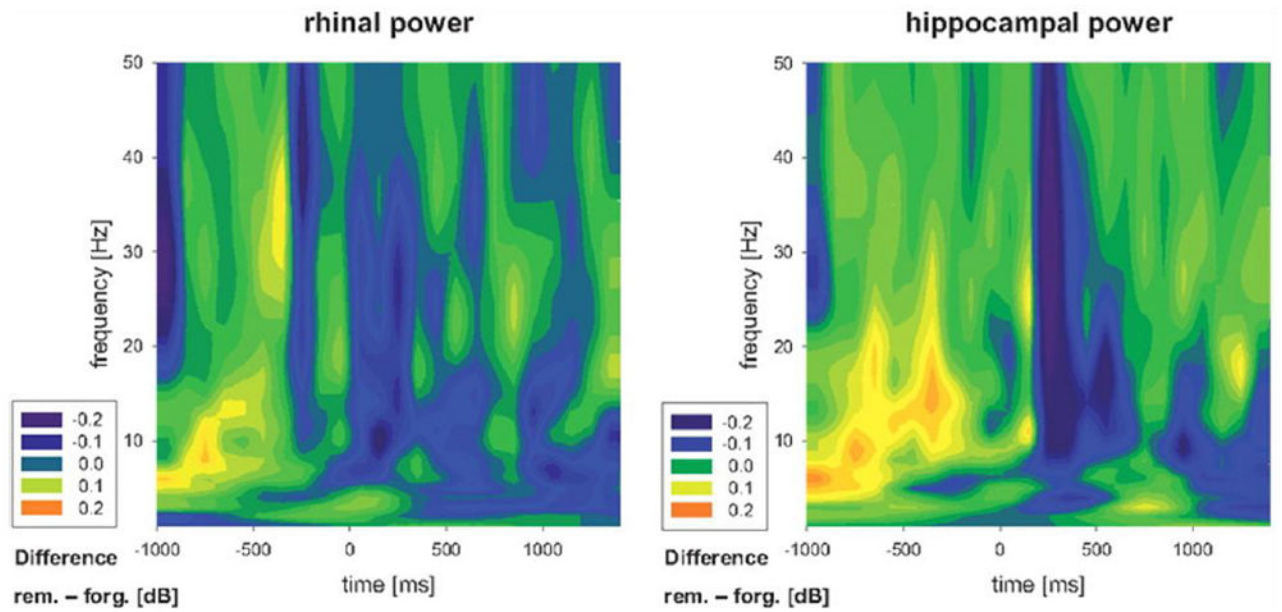 rhinal power
50
40
30
20
10
frequency [Hz]
-0.2
-0.1
0.0
0.1
0.2
Difference
rem. – forg. [dB]
-1000 -500 0 500 1000
time [ms]
hippocampal power
50
40
30
20
10
frequency [Hz]
-0.2
-0.1
0.0
0.1
0.2
Difference
rem. – forg. [dB]
-1000 -500 0 500 1000
time [ms]